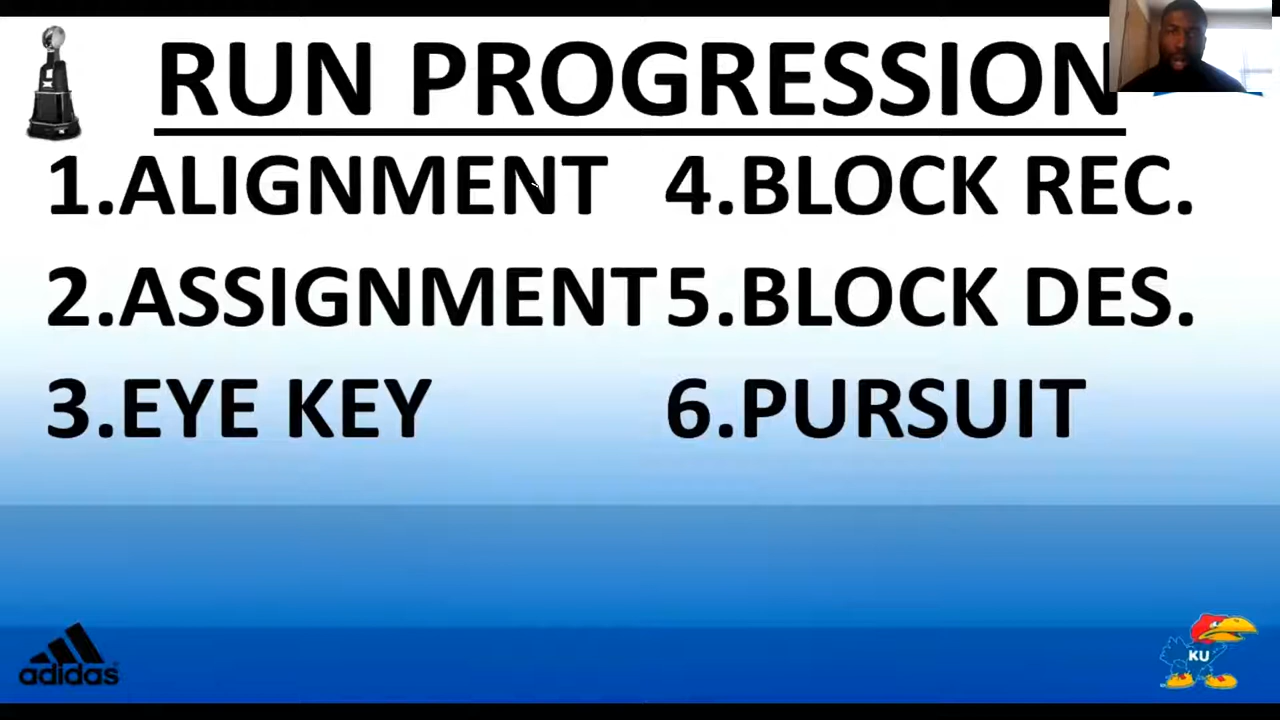 RUN PROGRESSION
1.ALIGNMENT
2.ASSIGNMENT
3.EYE KEY
4.BLOCK REC.
5.BLOCK DES.
6.PURSUIT
adidas
KU